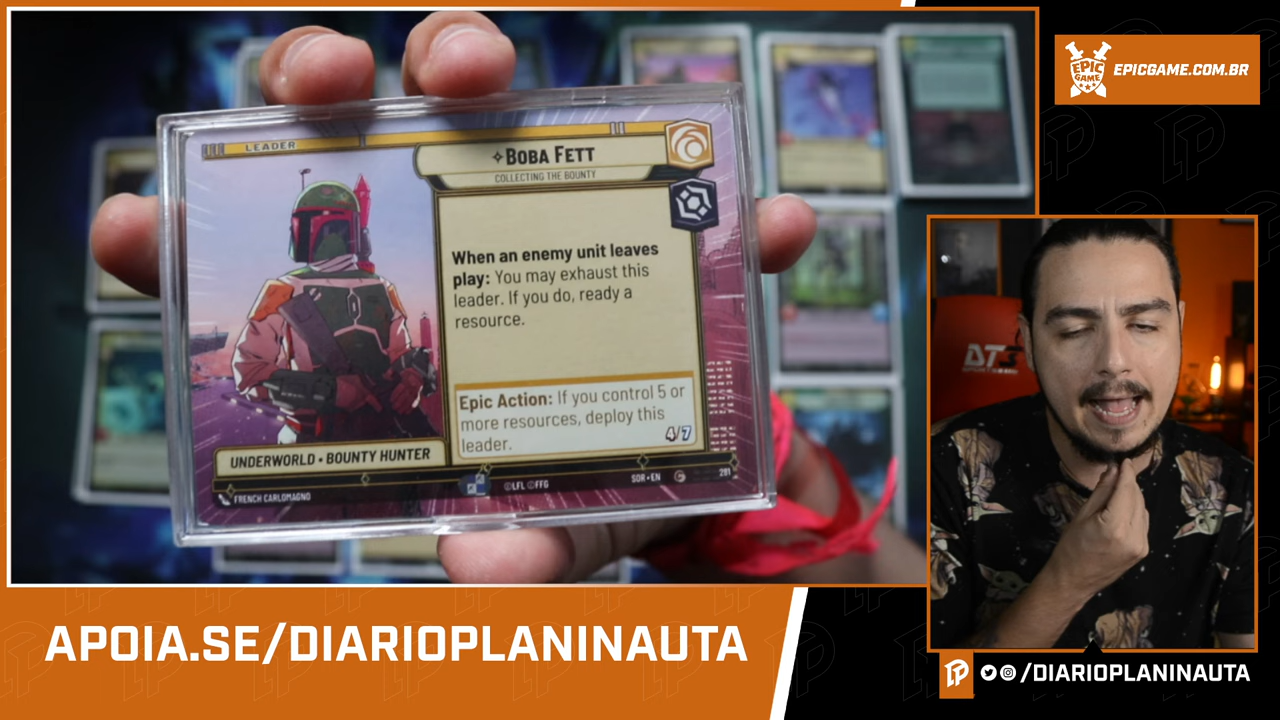 LEADER
BOBA FETT
COLLECTING THE BOUNTY
When an enemy unit leaves
play: You may exhaust this
leader. If you do, ready a
resource.
Epic Action: If you control 5 or
more resources, deploy this
leader.
4/7
UNDERWORLD • BOUNTY HUNTER
FRENCH CARLOMAGNO
©LFL ©FFG
SOR • EN
281
EPIC
GAME
EPICGAME.COM.BR
DT3
APOIA.SE/DIARIOPLANINAUTA
/DIARIOPLANINAUTA